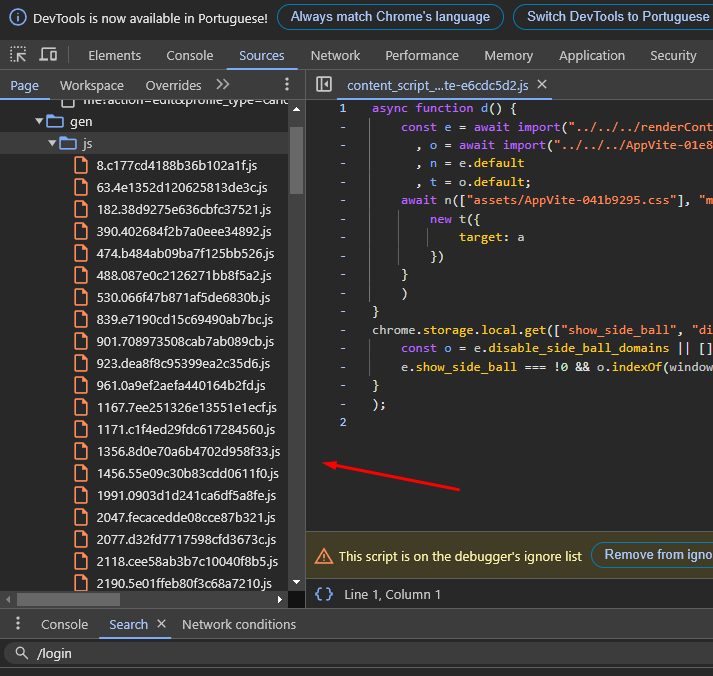 DevTools is now available in Portuguese! Always match Chrome's language Switch DevTools to Portuguese
Elements Console Sources Network Performance Memory Application Security
Page Workspace Overrides
content_script_...te-e6cdc5d2.js
gen
js
8.c177cd4188b36b102a1f.js
63.4e1352d120625813de3c.js
182.38d9275e636cbfc37521.js
390.402684f2b7a0eee34892.js
474.b484ab09ba7f125bb526.js
488.087e0c2126271bb8f5a2.js
530.066f47b871af5de6830b.js
839.e7190cd15c69490ab7bc.js
901.708973508cab7ab089cb.js
923.dea8f8c95399ea2c35d6.js
961.0a9ef2aefa440164b2fd.js
1167.7ee251326e13551e1ecf.js
1171.c1f4ed29fdc617284560.js
1356.8d0e70a6b4702d958f33.js
1456.55e09c30b83cdd0611f0.js
1991.0903d1d241ca6df5a8fe.js
2047.fecacedde08cce87b321.js
2077.d32fd7717598cfd3673c.js
2118.cee58ab3b7c10040f8b5.js
2190.5e01ffeb80f3c68a7210.js
1 async function d() {
- const e = await import("../../../renderCont
- , o = await import("../../../AppVite-01e8
- , n = e.default
- , t = o.default;
- await n(["assets/AppVite-041b9295.css"], "m
- new t({
- target: a
- })
- }
- )
- }
- chrome.storage.local.get(["show_side_ball", "di
- const o = e.disable_side_ball_domains || []
- e.show_side_ball === !0 && o.indexOf(window
- }
- );
2
This script is on the debugger's ignore list Remove from igno
{} Line 1, Column 1
Console Search Network conditions
/login